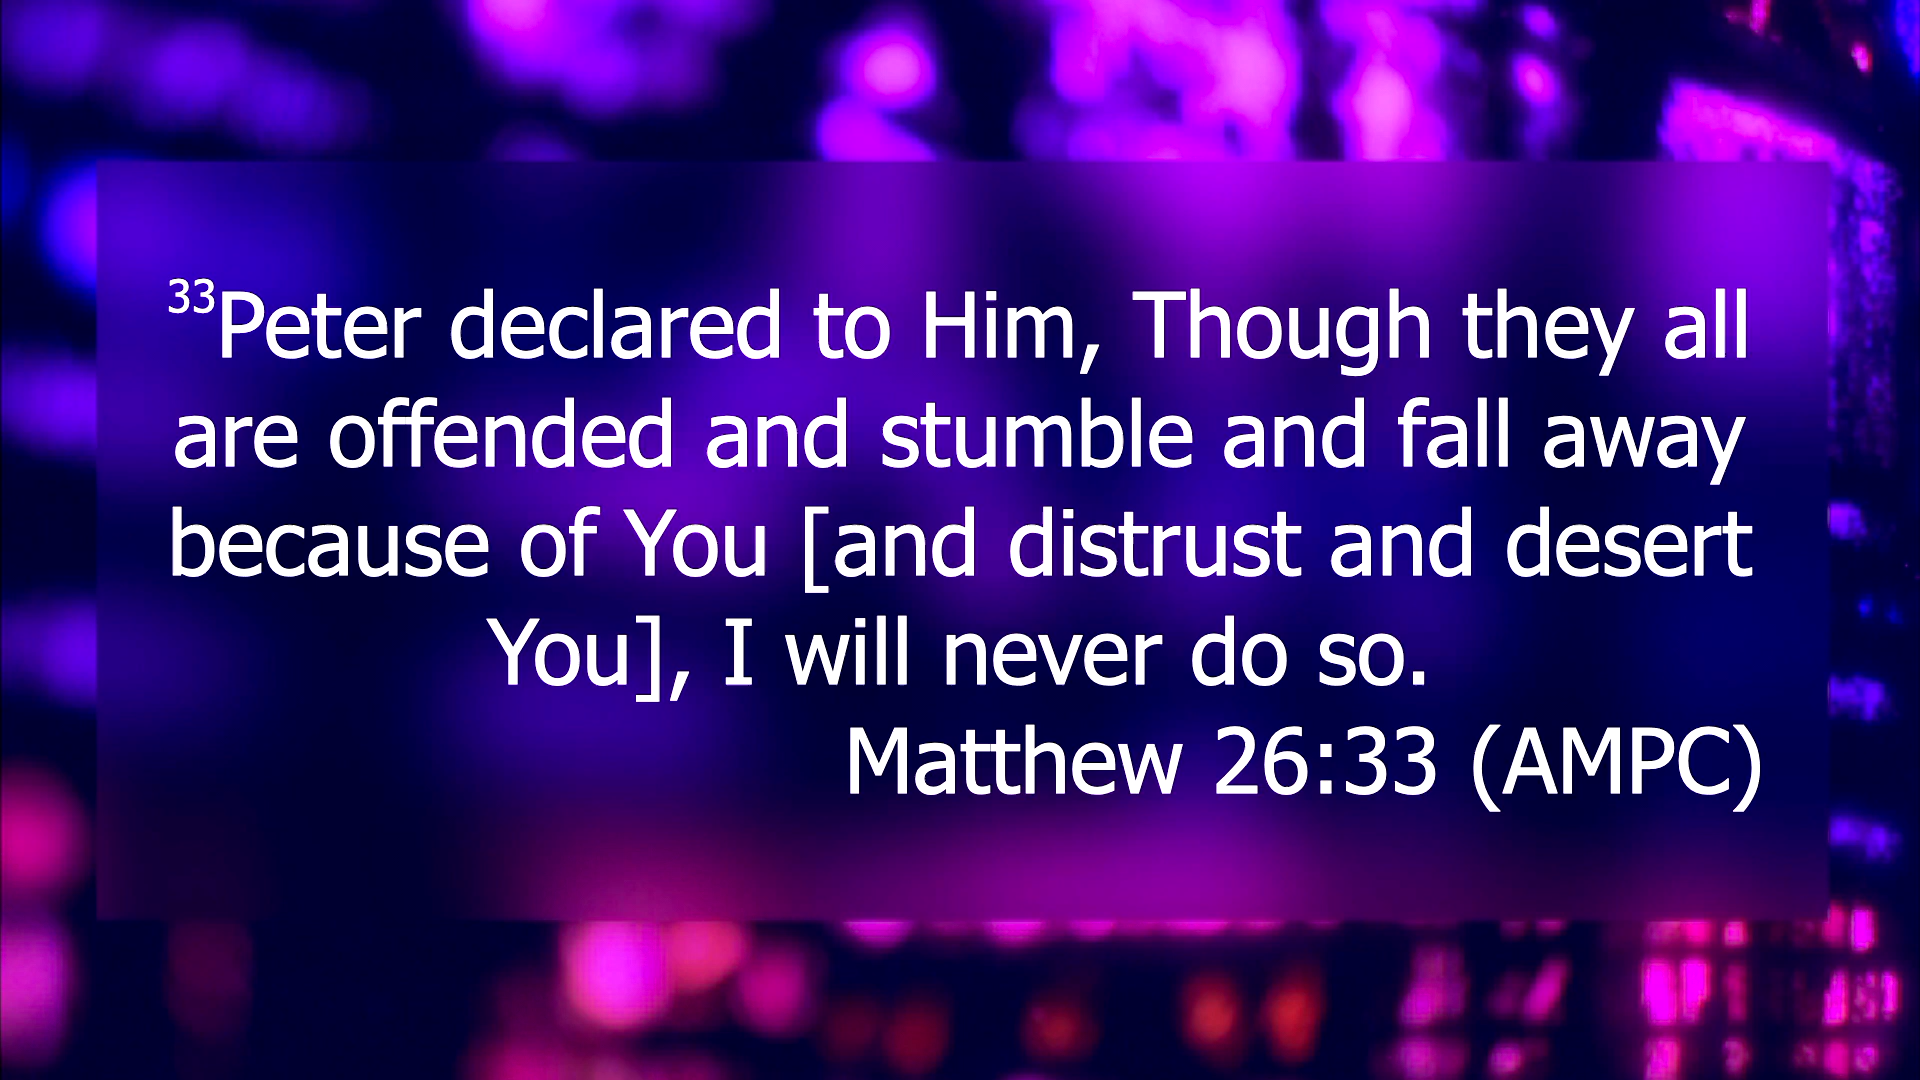 33Peter declared to Him, Though they all
are offended and stumble and fall away
because of You [and distrust and desert
You], I will never do so.
Matthew 26:33 (AMPC)